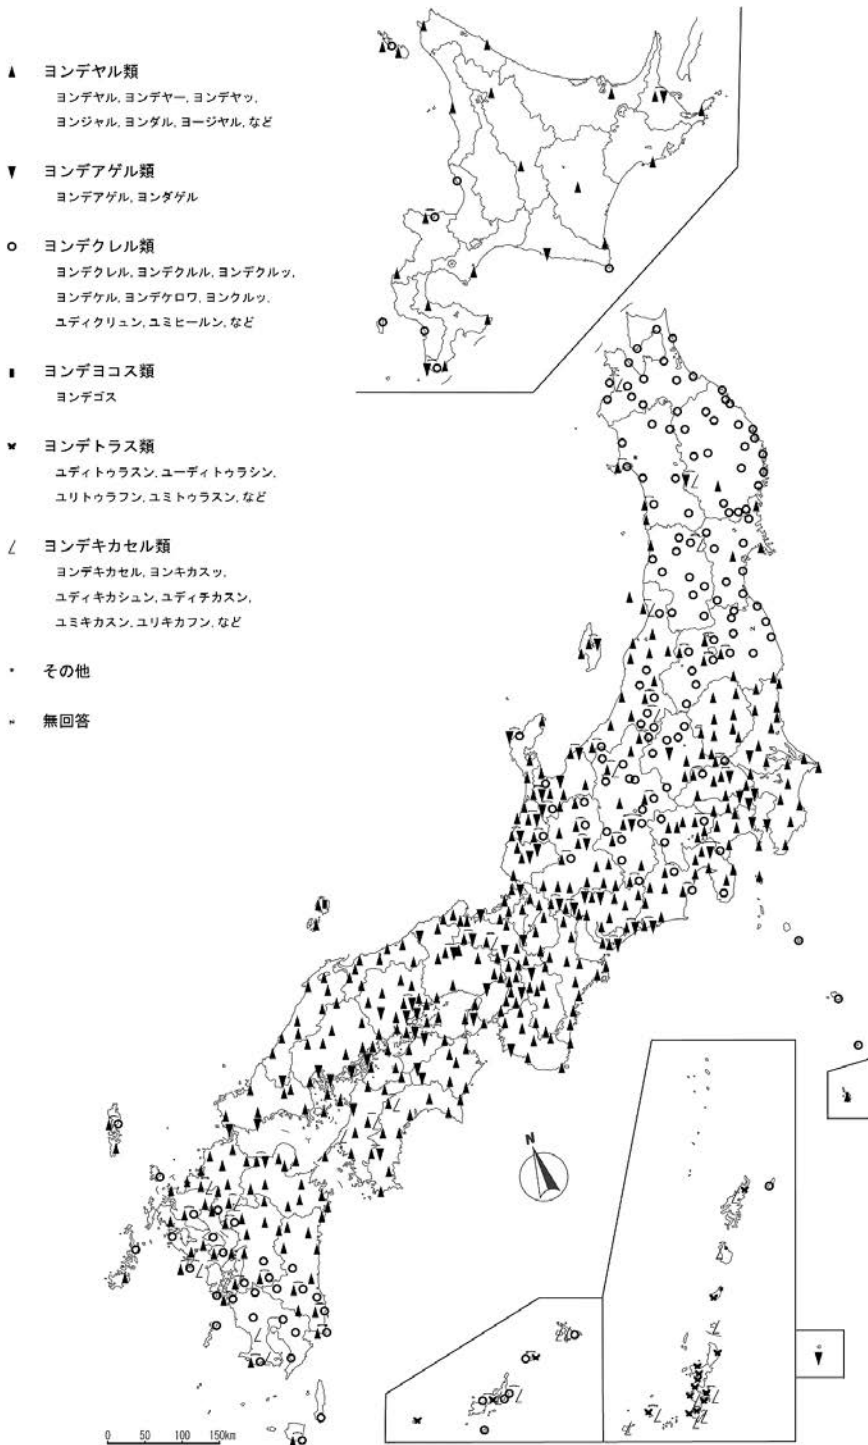 ヨンデヤル類
ヨンデヤル, ヨンデヤー, ヨンデヤッ,
ヨンジャル, ヨンダル, ヨージヤル, など
ヨンデアゲル類
ヨンデアゲル, ヨンダゲル
ヨンデクレル類
ヨンデクレル, ヨンデクルル, ヨンデクルッ,
ヨンデケル, ヨンデケロワ, ヨンクルッ,
ユディクリュン, ユミヒールン, など
ヨンデヨコス類
ヨンデゴス
ヨンデトラス類
ユディトゥラスン, ユーディトゥラシン,
ユリトゥラフン, ユミトゥラスン, など
ヨンデキカセル類
ヨンデキカセル, ヨンキカスッ,
ユディキカシュン, ユディチカスン,
ユミキカスン, ユリキカフン, など
その他
N 無回答
N
N
0 50 100 150km